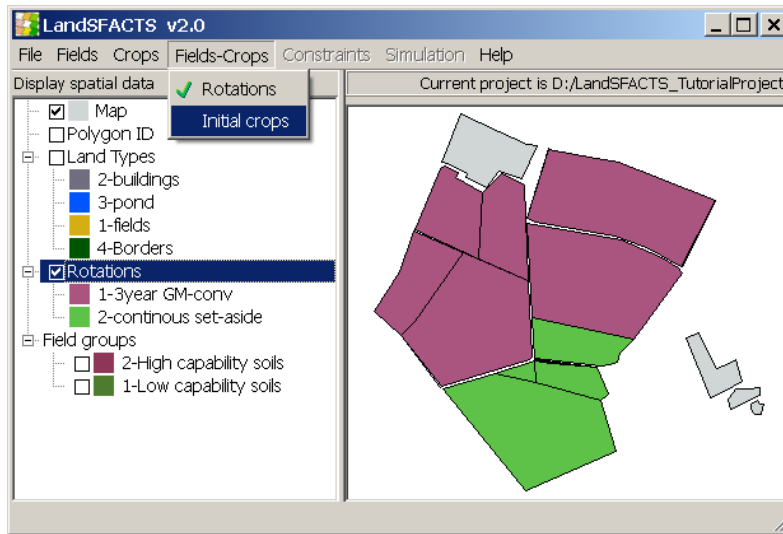 LandSFACTS v2.0
File Fields Crops Fields-Crops Constraints Simulation Help
Rotations
Initial crops
Display spatial data
Current project is D:/LandSFACTS_TutorialProject
Map
Polygon ID
Land Types
2-buildings
3-pond
1-fields
4-Borders
Rotations
1-3year GM-conv
2-continous set-aside
Field groups
2-High capability soils
1-Low capability soils